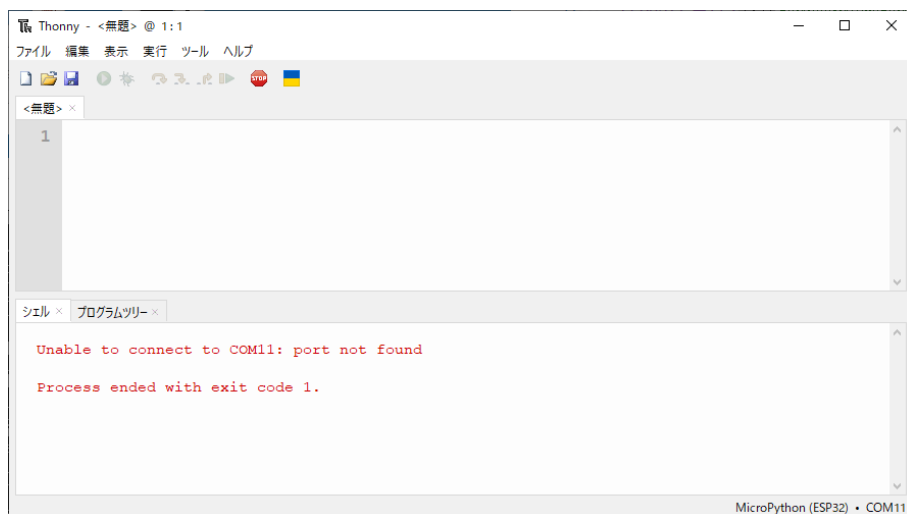 Thonny - <無題> @ 1:1
ファイル 編集 表示 実行 ツール ヘルプ
STOP
<無題> ×
1
シェル × プログラムツリー ×
Unable to connect to COM11: port not found
Process ended with exit code 1.
MicroPython (ESP32) • COM11